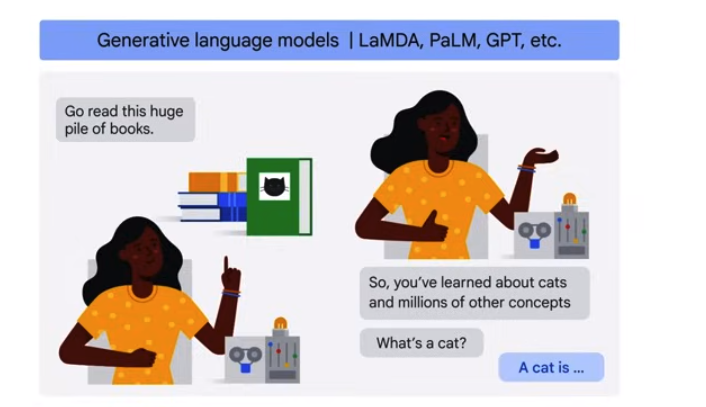 Generative language models | LaMDA, PaLM, GPT, etc.
Go read this huge
pile of books.
So, you've learned about cats
and millions of other concepts
What's a cat?
A cat is ...